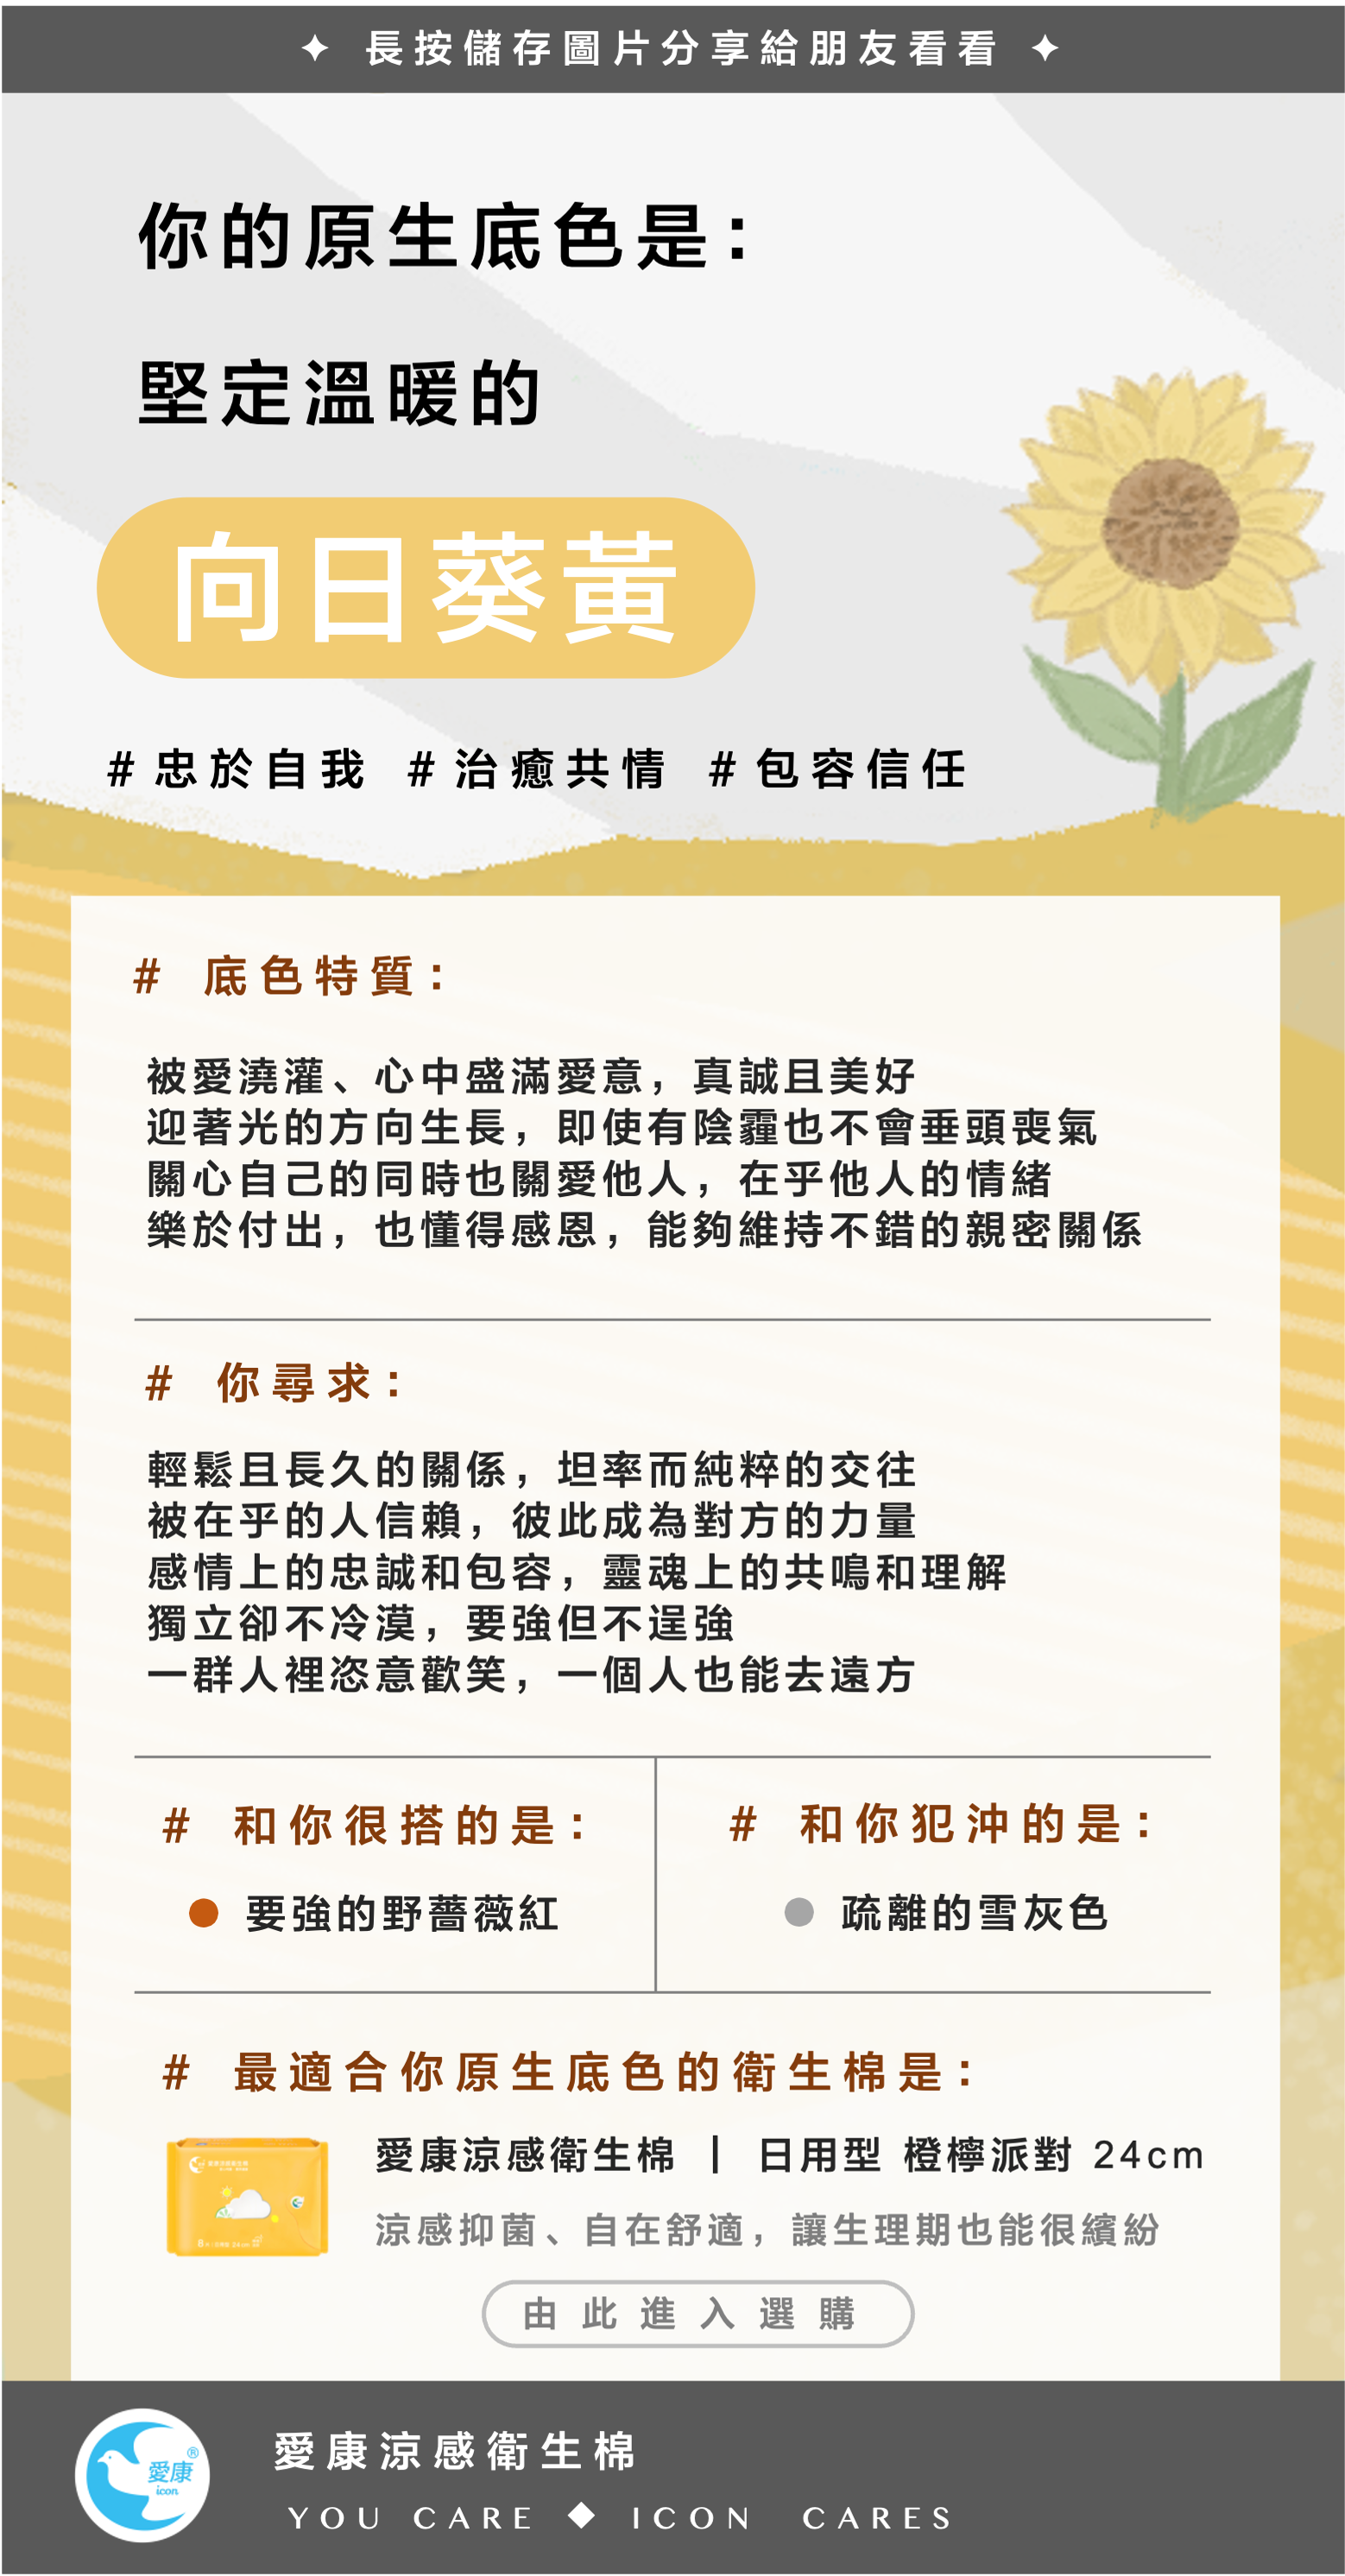 ✦ 長按儲存圖片分享給朋友看看 ✦
你的原生底色是：
堅定溫暖的
向日葵黃
# 忠於自我 # 治癒共情 # 包容信任
# 底色特質：
被愛澆灌、心中盛滿愛意，真誠且美好
迎著光的方向生長，即使有陰霾也不會垂頭喪氣
關心自己的同時也關愛他人，在乎他人的情緒
樂於付出，也懂得感恩，能夠維持不錯的親密關係
# 你尋求：
輕鬆且長久的關係，坦率而純粹的交往
被在乎的人信賴，彼此成為對方的力量
感情上的忠誠和包容，靈魂上的共鳴和理解
獨立卻不冷漠，要強但不逞強
一群人裡恣意歡笑，一個人也能去遠方
# 和你很搭的是：
要強的野薔薇紅
# 和你犯沖的是：
疏離的雪灰色
# 最適合你原生底色的衛生棉是：
愛康涼感衛生棉 | 日用型 橙檸派對 24cm
涼感抑菌、自在舒適，讓生理期也能很繽紛
由此進入選購
愛康®
icon
愛康涼感衛生棉
YOU CARE ◆ ICON CARES